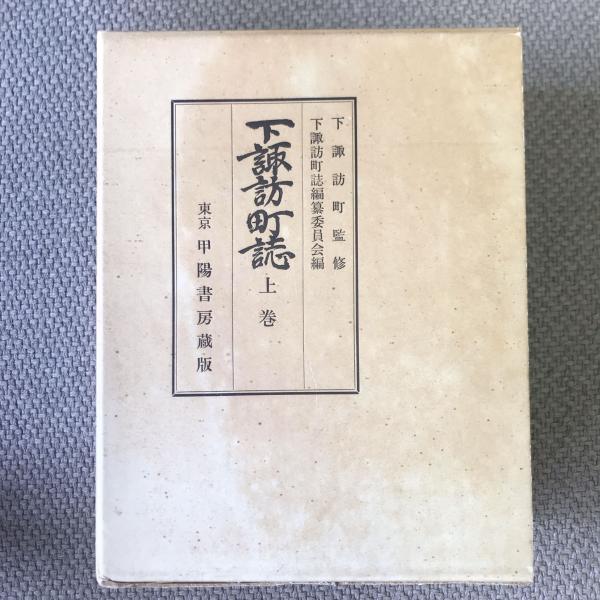 下諏訪町監修
下諏訪町誌編纂委員会編
下諏訪町誌
上巻
東京 甲陽書房蔵版